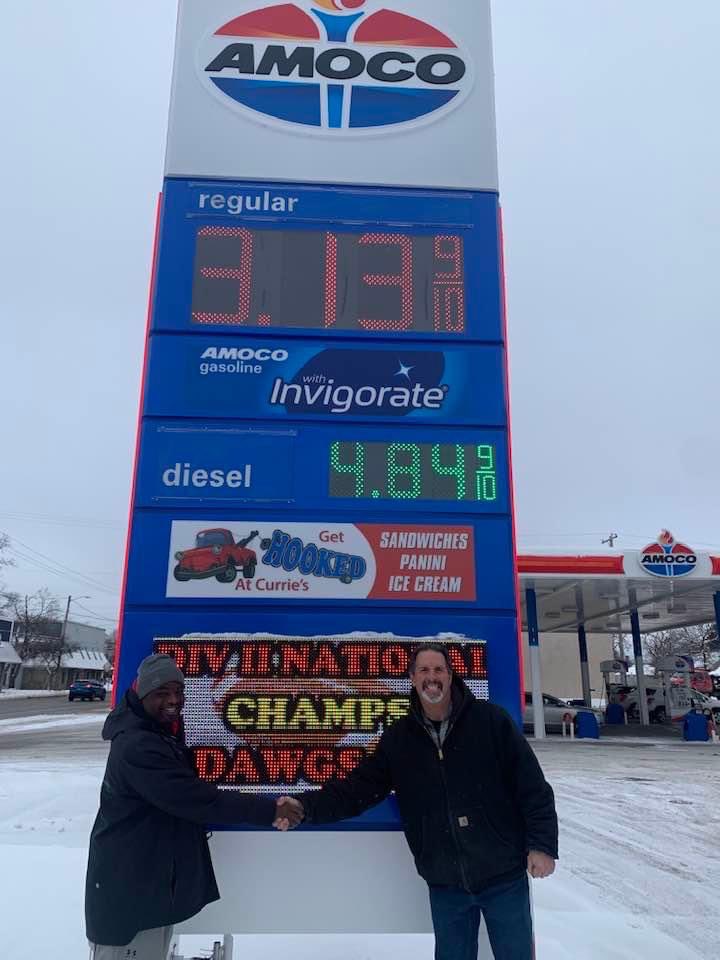 AMOCO
regular
3.13 9/10
AMOCO
gasoline
with
Invigorate®
diesel
4.84 9/10
Get
HOOKED
At Currie's
SANDWICHES
PANINI
ICE CREAM
DIV II NATIONAL
CHAMPS
DAWGS
AMOCO